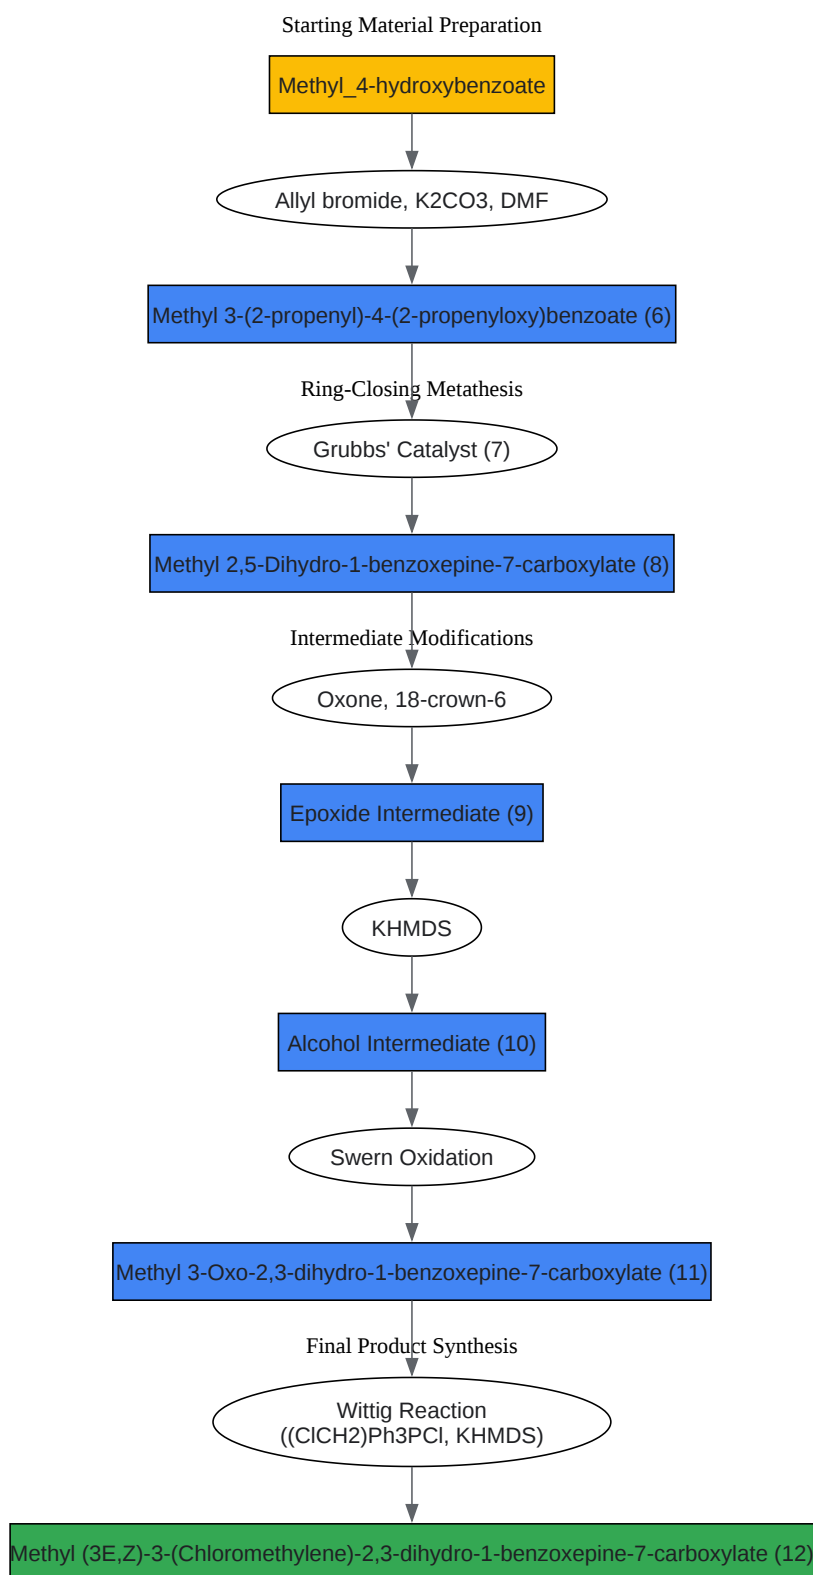 Starting Material Preparation
Methyl_4-hydroxybenzoate
Allyl bromide, K2CO3, DMF
Methyl 3-(2-propenyl)-4-(2-propenyloxy)benzoate (6)
Ring-Closing Metathesis
Grubbs' Catalyst (7)
Methyl 2,5-Dihydro-1-benzoxepine-7-carboxylate (8)
Intermediate Modifications
Oxone, 18-crown-6
Epoxide Intermediate (9)
KHMDS
Alcohol Intermediate (10)
Swern Oxidation
Methyl 3-Oxo-2,3-dihydro-1-benzoxepine-7-carboxylate (11)
Final Product Synthesis
Wittig Reaction
((ClCH2)Ph3PCl, KHMDS)
Methyl (3E,Z)-3-(Chloromethylene)-2,3-dihydro-1-benzoxepine-7-carboxylate (12)